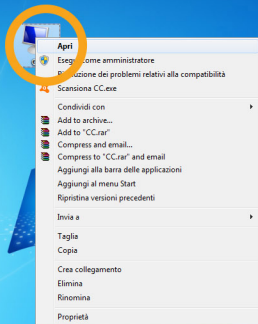 Apri
Esegui come amministratore
Risoluzione dei problemi relativi alla compatibilità
Scansiona CC.exe
Condividi con
Add to archive...
Add to "CC.rar"
Compress and email...
Compress to "CC.rar" and email
Aggiungi alla barra delle applicazioni
Aggiungi al menu Start
Ripristina versioni precedenti
Invia a
Taglia
Copia
Crea collegamento
Elimina
Rinomina
Proprietà